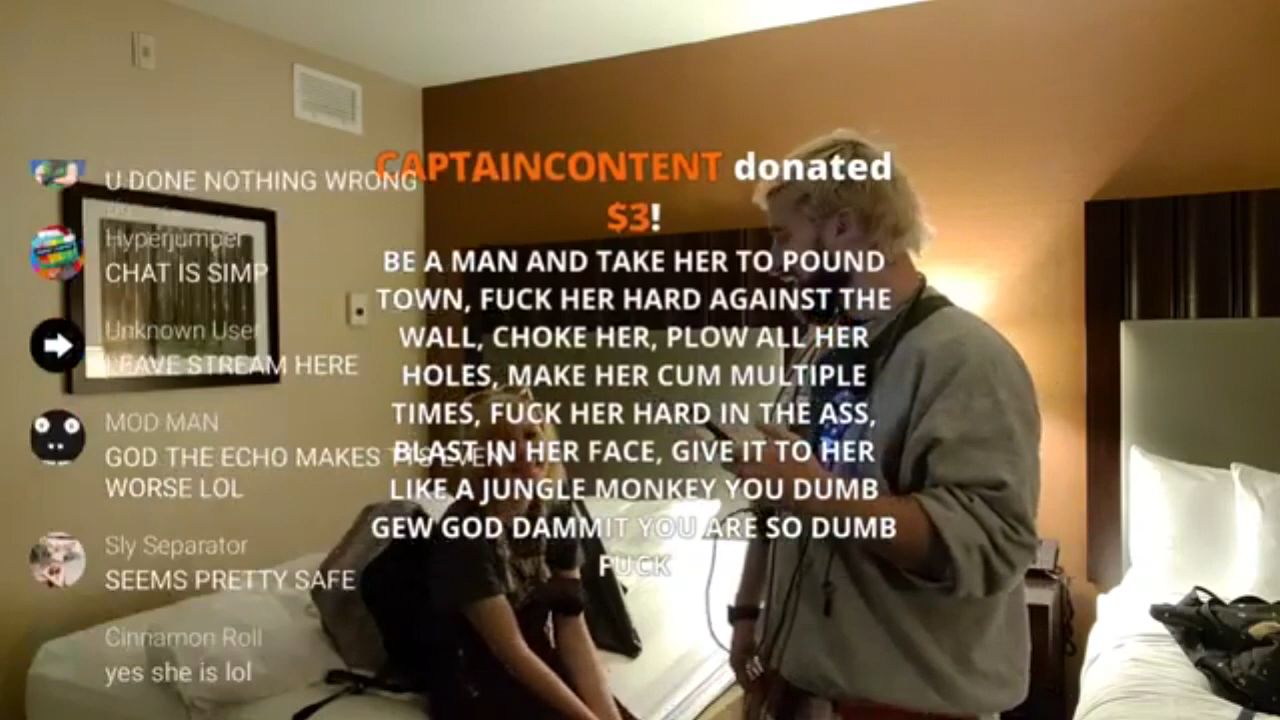 U DONE NOTHING WRONG
Hyperjumper
CHAT IS SIMP
Unknown User
LEAVE STREAM HERE
MOD MAN
GOD THE ECHO MAKES THIS EVEN
WORSE LOL
Sly Separator
SEEMS PRETTY SAFE
Cinnamon Roll
yes she is lol
CAPTAINCONTENT donated
$3!
BE A MAN AND TAKE HER TO POUND
TOWN, FUCK HER HARD AGAINST THE
WALL, CHOKE HER, PLOW ALL HER
HOLES, MAKE HER CUM MULTIPLE
TIMES, FUCK HER HARD IN THE ASS,
BLAST IN HER FACE, GIVE IT TO HER
LIKE A JUNGLE MONKEY YOU DUMB
GEW GOD DAMMIT YOU ARE SO DUMB
FUCK